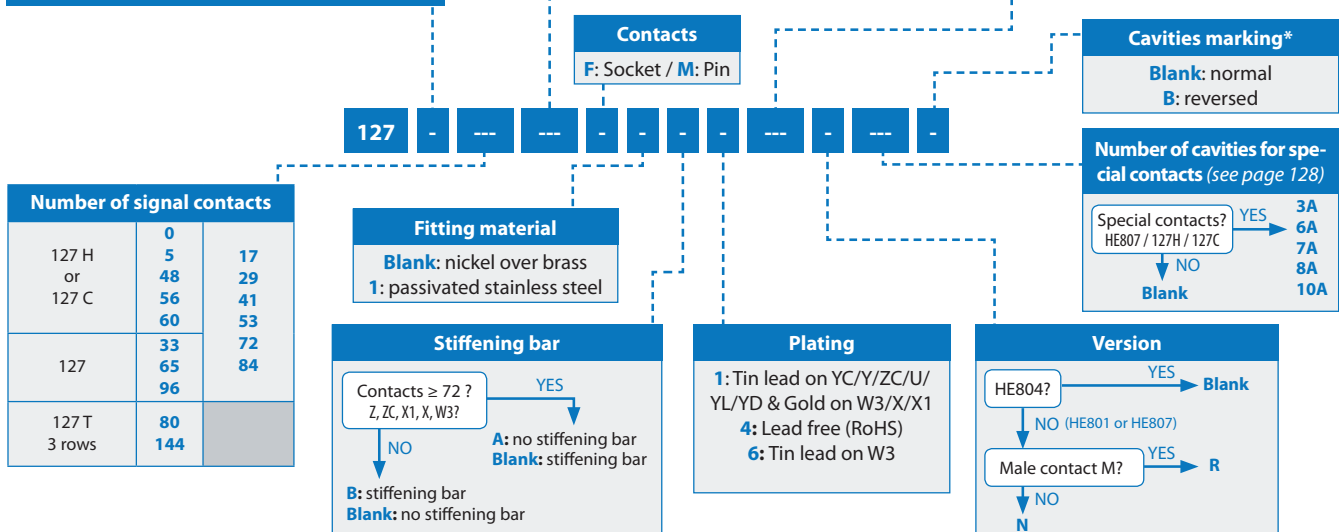 Contacts
F: Socket / M: Pin
Cavities marking*
Blank: normal
B: reversed
127 - --- --- - - - - --- - --- -
Number of cavities for spe-
cial contacts (see page 128)
Special contacts?
HE807 / 127H / 127C
YES
3A
6A
7A
8A
10A
NO
Blank
Number of signal contacts
127 H
or
127 C
0
5
48
56
60
127
33
65
96
17
29
41
53
72
84
127 T
3 rows
80
144
Fitting material
Blank: nickel over brass
1: passivated stainless steel
Stiffening bar
Contacts ≥ 72 ?
Z, ZC, X1, X, W3?
YES
A: no stiffening bar
Blank: stiffening bar
NO
B: stiffening bar
Blank: no stiffening bar
Plating
1: Tin lead on YC/Y/ZC/U/
YL/YD & Gold on W3/X/X1
4: Lead free (RoHS)
6: Tin lead on W3
Version
HE804?
YES
Blank
NO (HE801 or HE807)
Male contact M?
YES
R
NO
N